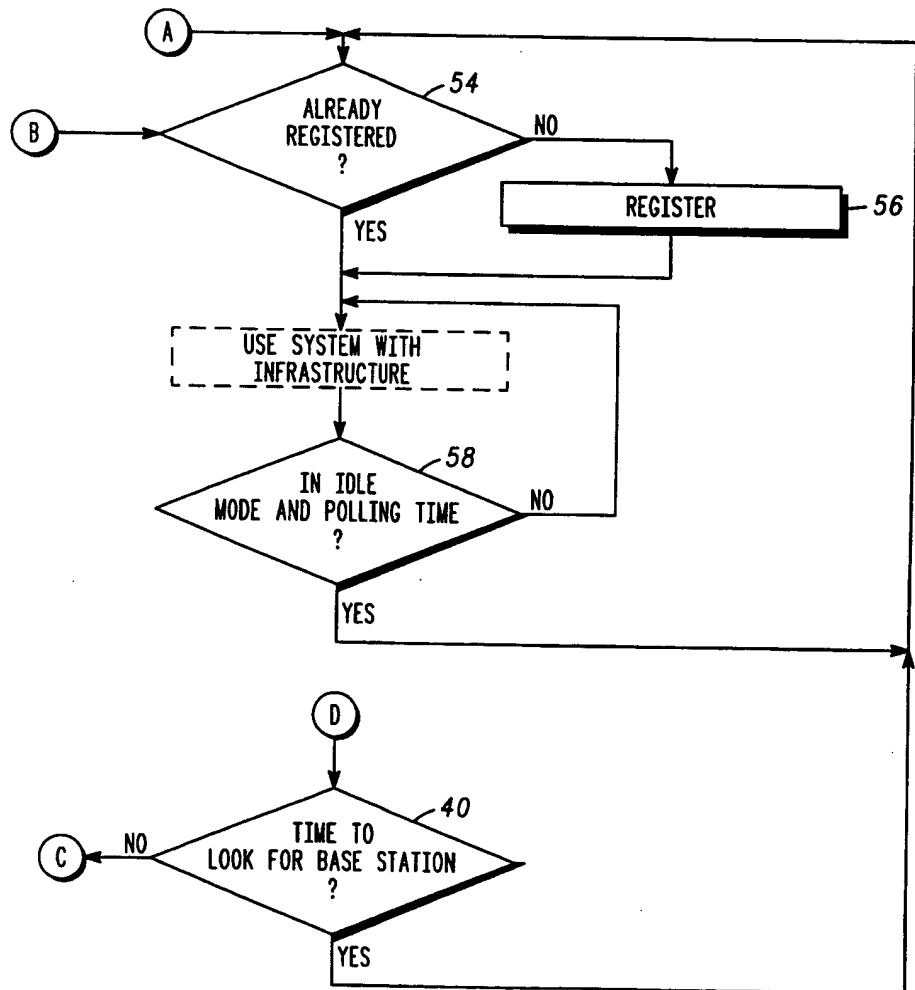 A
54
ALREADY
REGISTERED
?
B
NO
REGISTER
56
YES
USE SYSTEM WITH
INFRASTRUCTURE
58
IN IDLE
MODE AND POLLING TIME
?
NO
YES
D
40
TIME TO
LOOK FOR BASE STATION
?
NO
C
YES